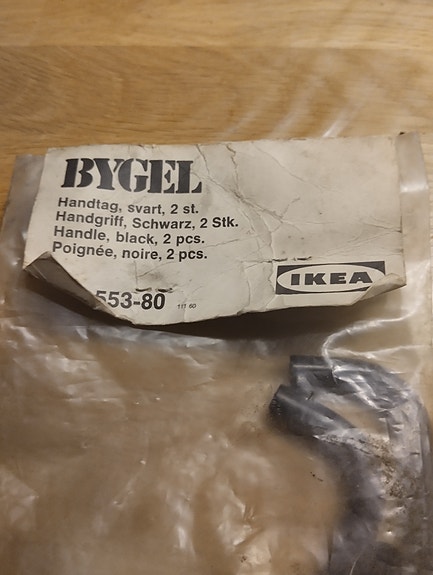 BYGEL
Handtag, svart, 2 st.
Handgriff, Schwarz, 2 Stk.
Handle, black, 2 pcs.
Poignée, noire, 2 pcs.
IKEA
553-80